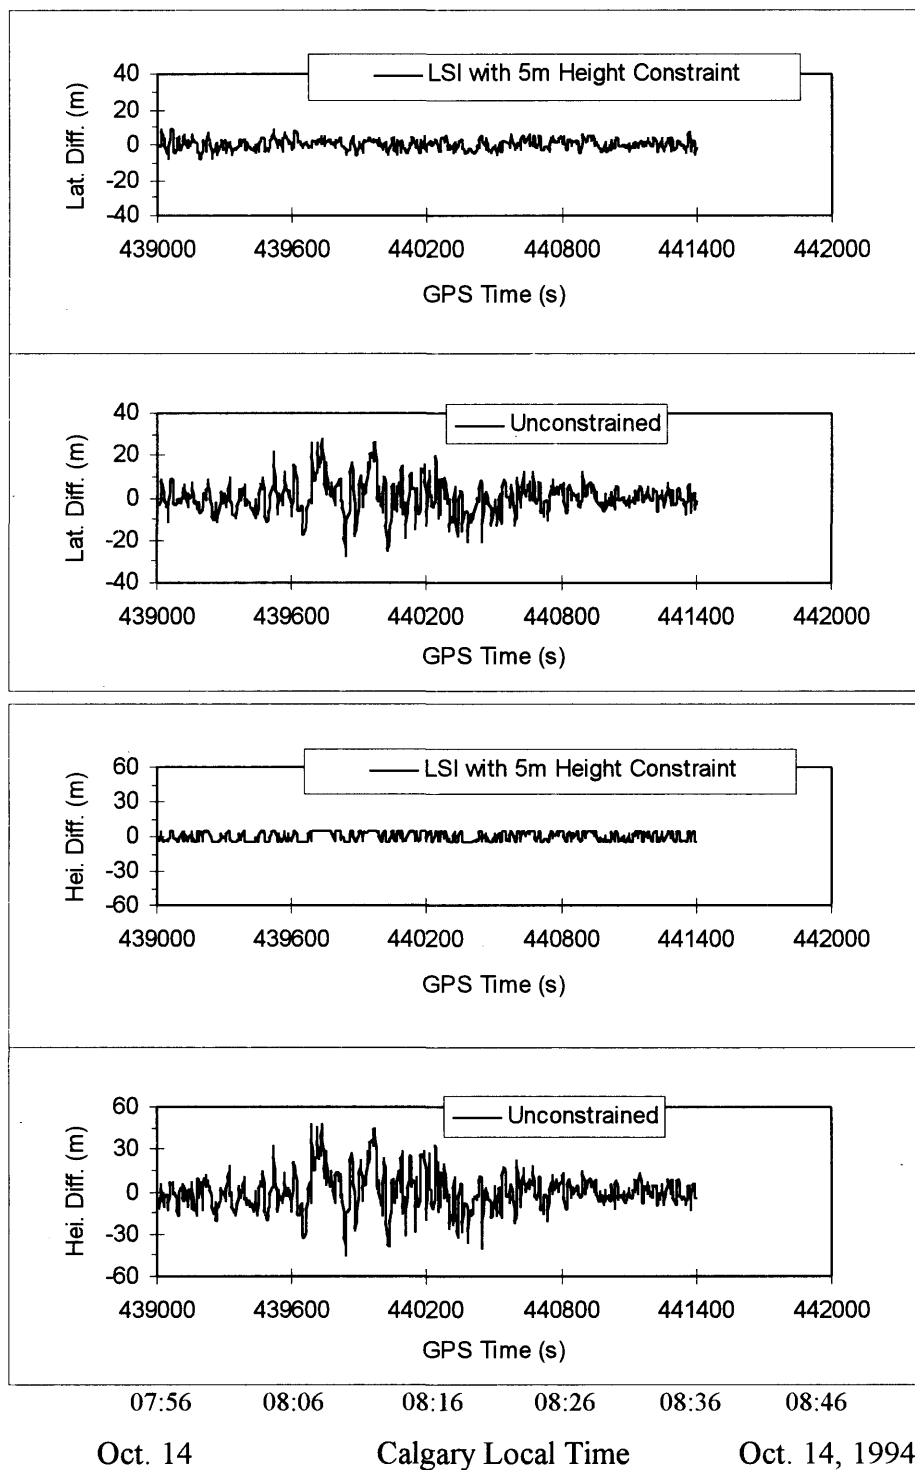 LSI with 5m Height Constraint
40
20
0
-20
-40
Lat. Diff. (m)
439000 439600 440200 440800 441400 442000
GPS Time (s)
Unconstrained
40
20
0
-20
-40
Lat. Diff. (m)
439000 439600 440200 440800 441400 442000
GPS Time (s)
LSI with 5m Height Constraint
60
30
0
-30
-60
Hei. Diff. (m)
439000 439600 440200 440800 441400 442000
GPS Time (s)
Unconstrained
60
30
0
-30
-60
Hei. Diff. (m)
439000 439600 440200 440800 441400 442000
GPS Time (s)
07:56 08:06 08:16 08:26 08:36 08:46
Oct. 14 Calgary Local Time Oct. 14, 1994